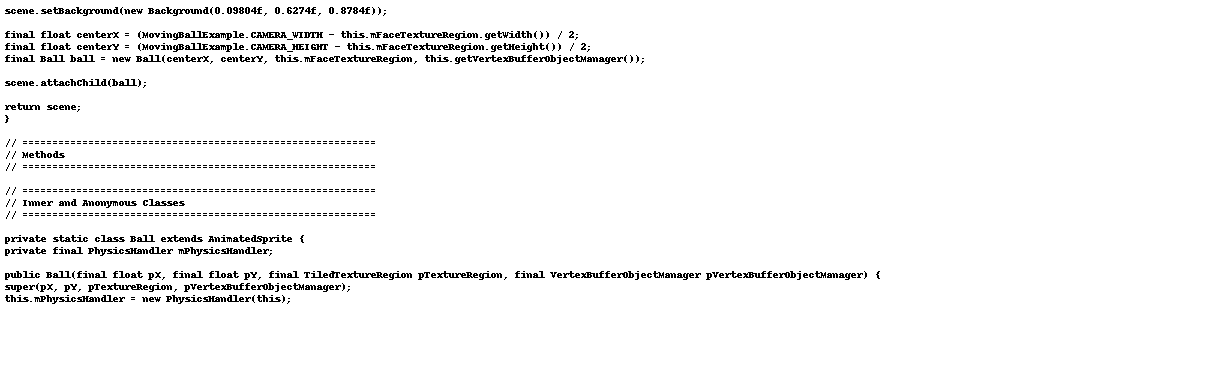 scene.setBackground(new Background(0.09804f, 0.6274f, 0.8784f));

final float centerX = (MovingBallExample.CAMERA_WIDTH - this.mFaceTextureRegion.getWidth()) / 2;
final float centerY = (MovingBallExample.CAMERA_HEIGHT - this.mFaceTextureRegion.getHeight()) / 2;
final Ball ball = new Ball(centerX, centerY, this.mFaceTextureRegion, this.getVertexBufferObjectManager());

scene.attachChild(ball);

return scene;
}

// ===========================================================
// Methods
// ===========================================================

// ===========================================================
// Inner and Anonymous Classes
// ===========================================================

private static class Ball extends AnimatedSprite {
private final PhysicsHandler mPhysicsHandler;

public Ball(final float pX, final float pY, final TiledTextureRegion pTextureRegion, final VertexBufferObjectManager pVertexBufferObjectManager) {
super(pX, pY, pTextureRegion, pVertexBufferObjectManager);
this.mPhysicsHandler = new PhysicsHandler(this);